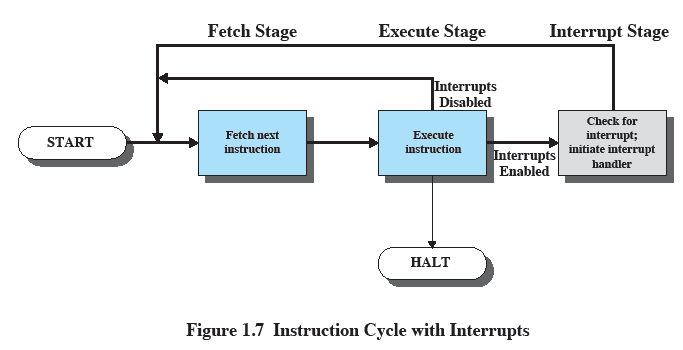 Fetch Stage
Execute Stage
Interrupt Stage
Interrupts
Disabled
START
Fetch next
instruction
Execute
instruction
Interrupts
Enabled
Check for
interrupt;
initiate interrupt
handler
HALT
Figure 1.7 Instruction Cycle with Interrupts